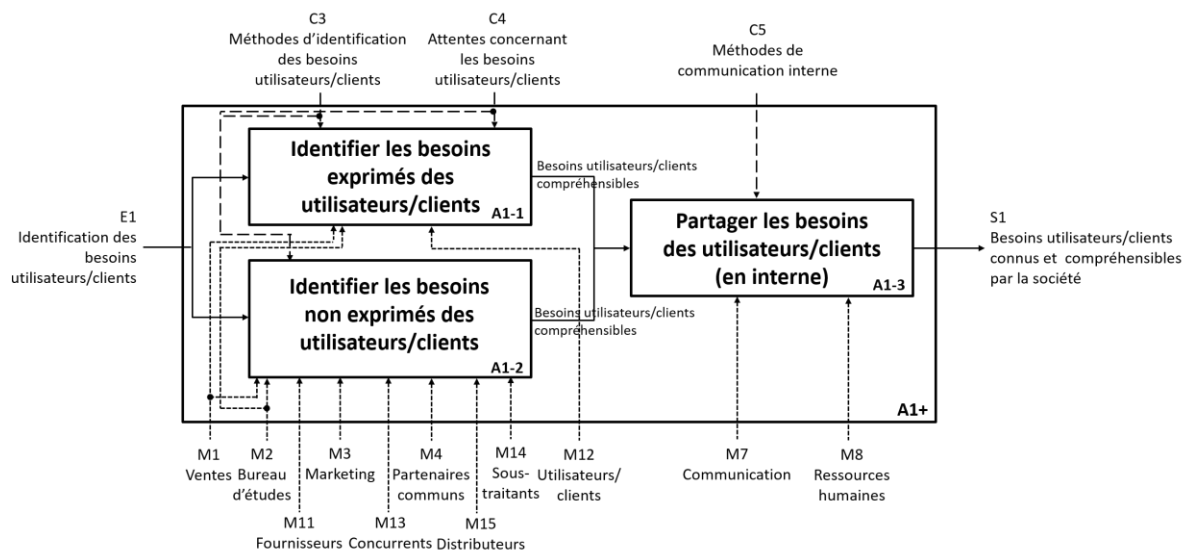 C3
Méthodes d'identification
des besoins
utilisateurs/clients
C4
Attentes concernant
les besoins
utilisateurs/clients
C5
Méthodes de
communication interne
Identifier les besoins
exprimés des
utilisateurs/clients
A1-1
Besoins utilisateurs/clients
compréhensibles
E1
Identification des
besoins
utilisateurs/clients
Partager les besoins
des utilisateurs/clients
(en interne)
A1-3
S1
Besoins utilisateurs/clients
connus et compréhensibles
par la société
Identifier les besoins
non exprimés des
utilisateurs/clients
A1-2
Besoins utilisateurs/clients
compréhensibles
A1+
M1
Ventes
M2
Bureau
d'études
M3
Marketing
M4
Partenaires
communs
M14
Sous-
traitants
M12
Utilisateurs/
clients
M7
Communication
M8
Ressources
humaines
M11
Fournisseurs
M13
Concurrents
M15
Distributeurs